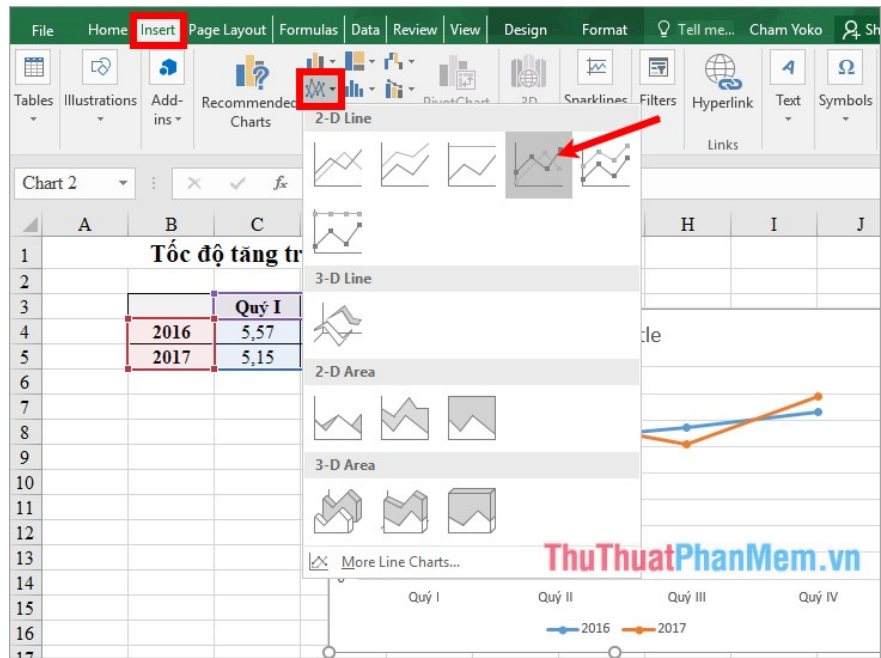 File Home Insert Page Layout Formulas Data Review View Design Format Tell me... Cham Yoko Sh
Tables Illustrations Add-ins Recommended Charts PivotChart 3D Sparklines Filters Hyperlink Text Symbols
Links
2-D Line
Chart 2 fx
A B C H I J
1 Tốc độ tăng tr
2
3-D Line
3 Quý I
4 2016 5,57
tle
5 2017 5,15
2-D Area
6
7
8
3-D Area
9
10
11
12
13
More Line Charts...
ThuThuatPhanMem.vn
14
0
15 Quý I Quý II Quý III Quý IV
16 2016 2017
17